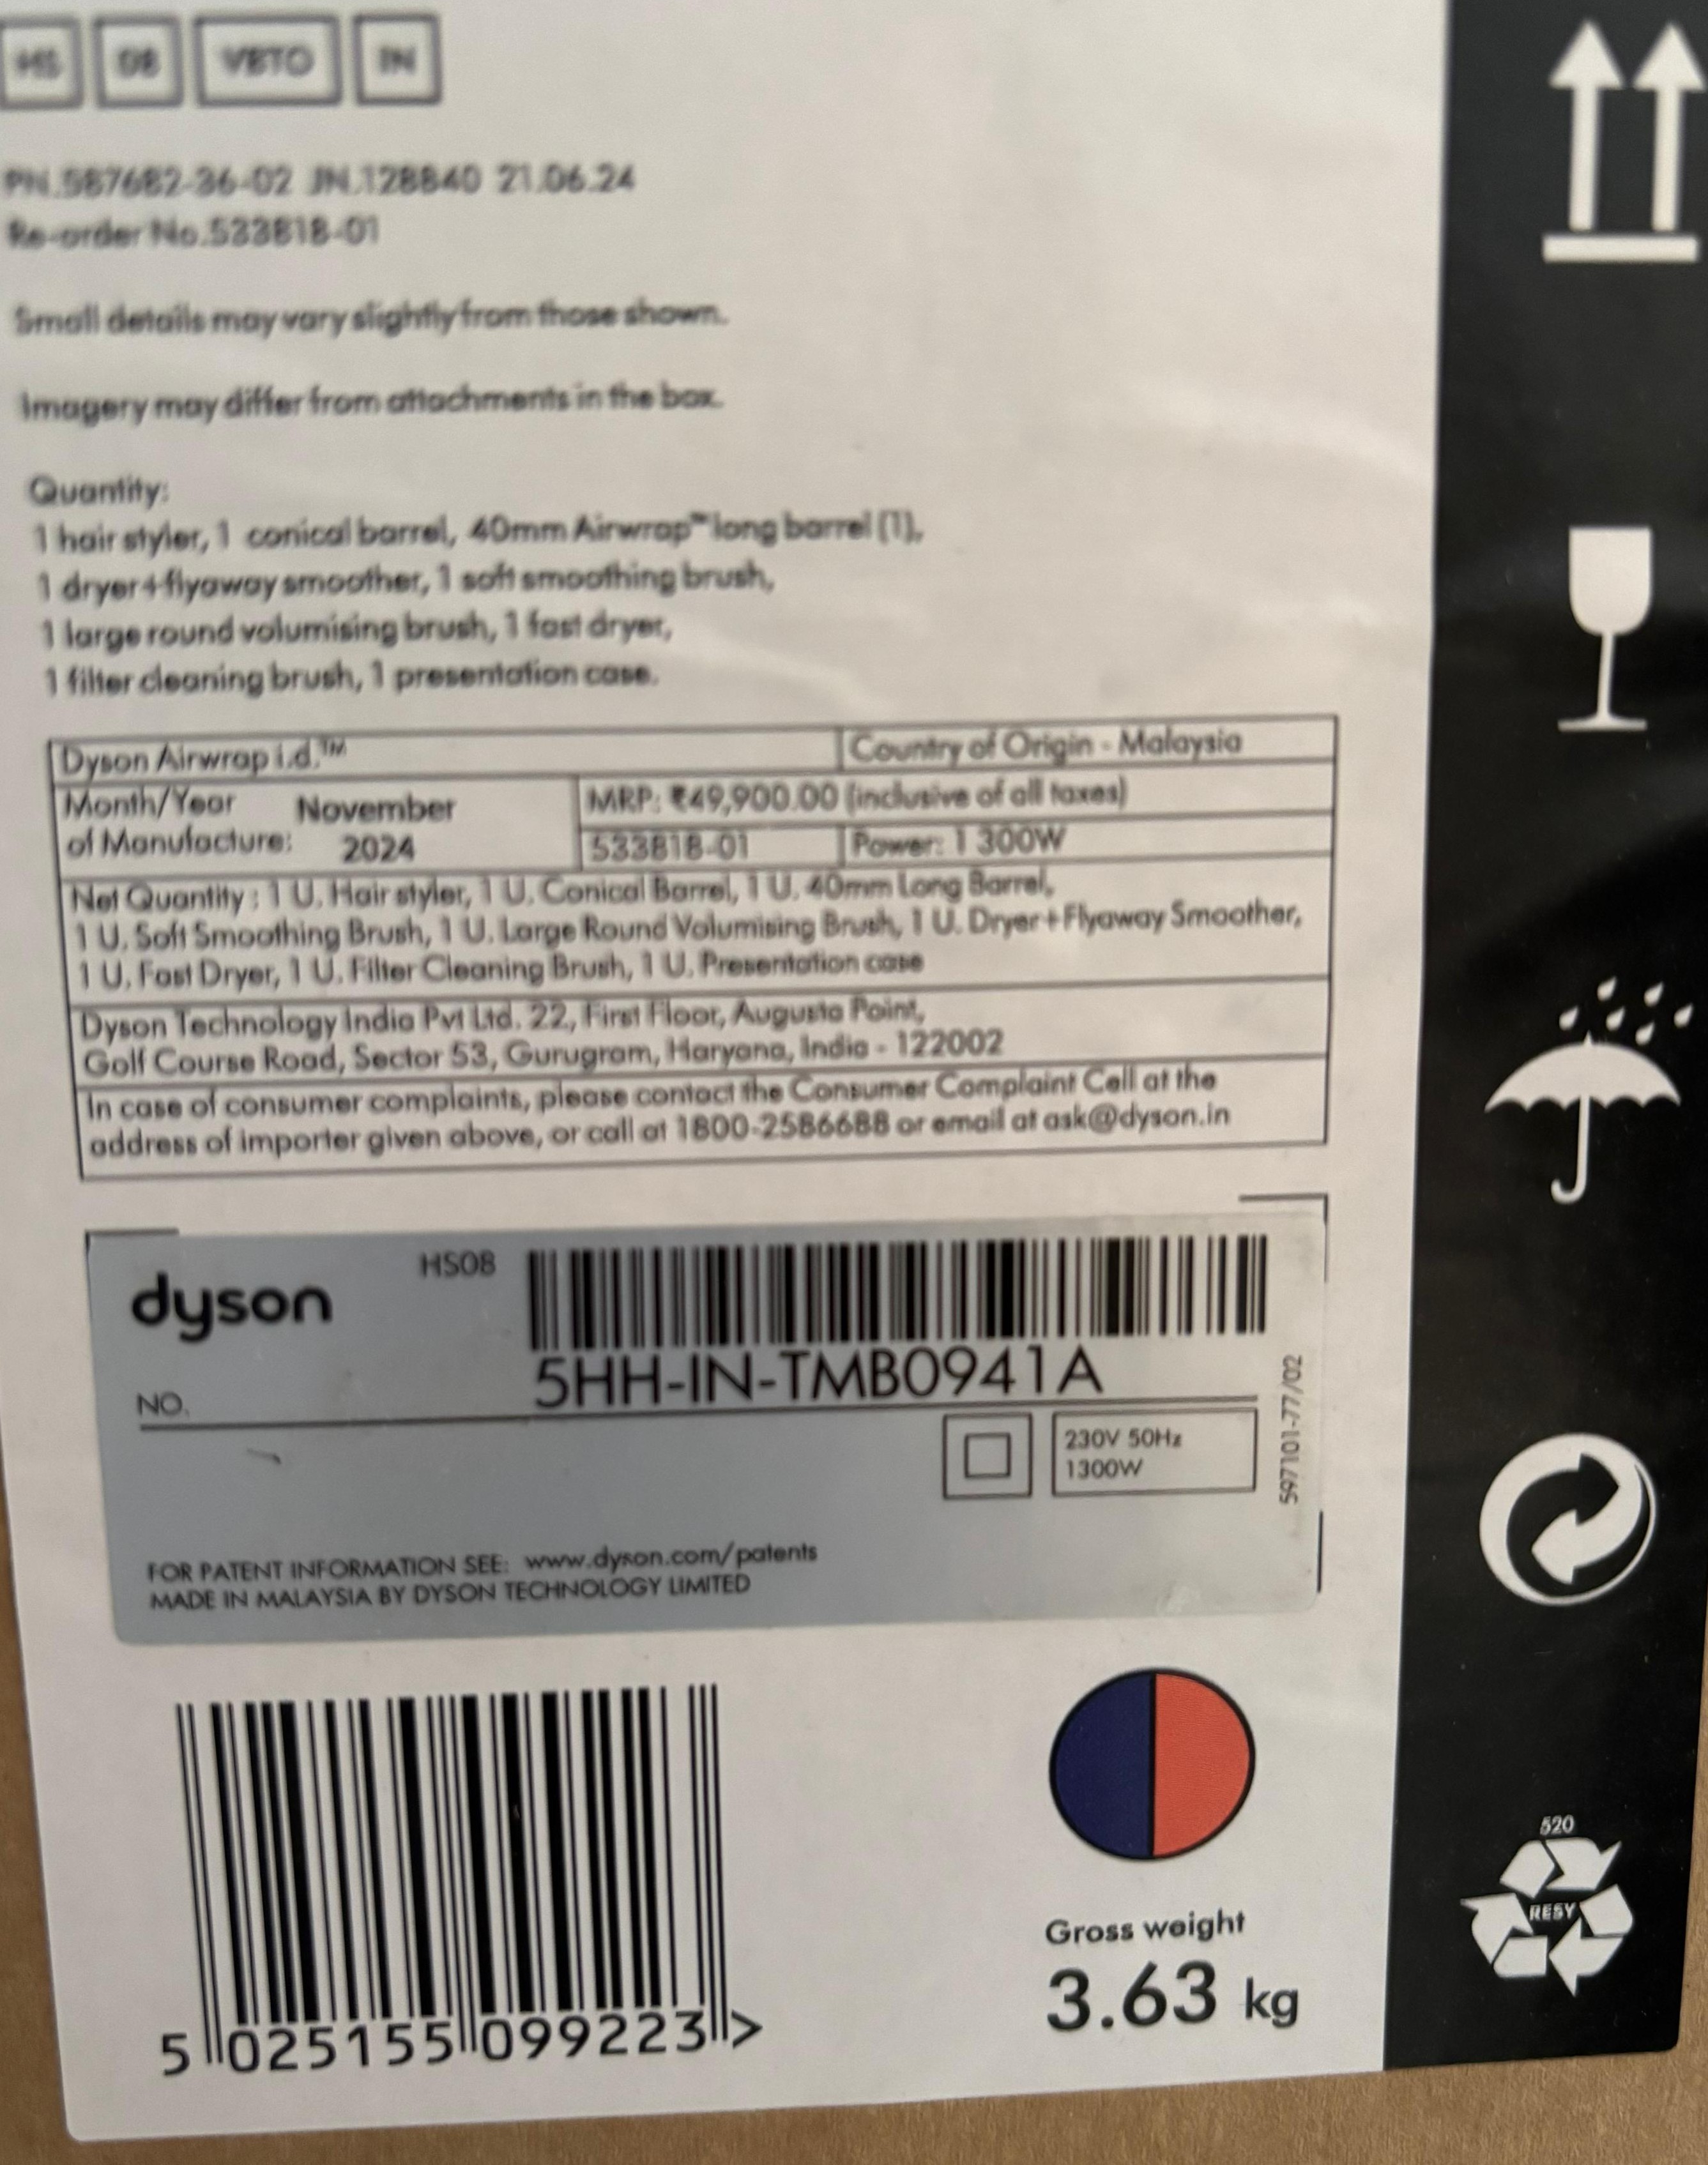 HS 08 VBTO IN
PN.587682-36-02 JN.128840 21.06.24
Re-order No.533818-01
Small details may vary slightly from those shown.
Imagery may differ from attachments in the box.
Quantity:
1 hair styler, 1 conical barrel, 40mm Airwrap™ long barrel (1),
1 dryer+flyaway smoother, 1 soft smoothing brush,
1 large round volumising brush, 1 fast dryer,
1 filter cleaning brush, 1 presentation case.
Dyson Airwrap i.d.™ Country of Origin - Malaysia
Month/Year November MRP: ₹49,900.00 (inclusive of all taxes)
of Manufacture: 2024 533818-01 Power: 1300W
Net Quantity : 1 U. Hair styler, 1 U. Conical Barrel, 1 U. 40mm Long Barrel,
1 U. Soft Smoothing Brush, 1 U. Large Round Volumising Brush, 1 U. Dryer+Flyaway Smoother,
1 U. Fast Dryer, 1 U. Filter Cleaning Brush, 1 U. Presentation case
Dyson Technology India Pvt Ltd. 22, First Floor, Augusta Point,
Golf Course Road, Sector 53, Gurugram, Haryana, India - 122002
In case of consumer complaints, please contact the Consumer Complaint Cell at the
address of importer given above, or call at 1800-2586688 or email at ask@dyson.in
dyson HS08
NO. 5HH-IN-TMB0941A
230V 50Hz
1300W
597101-77/02
FOR PATENT INFORMATION SEE: www.dyson.com/patents
MADE IN MALAYSIA BY DYSON TECHNOLOGY LIMITED
5 025155 099223 >
Gross weight
3.63 kg
520
RESY